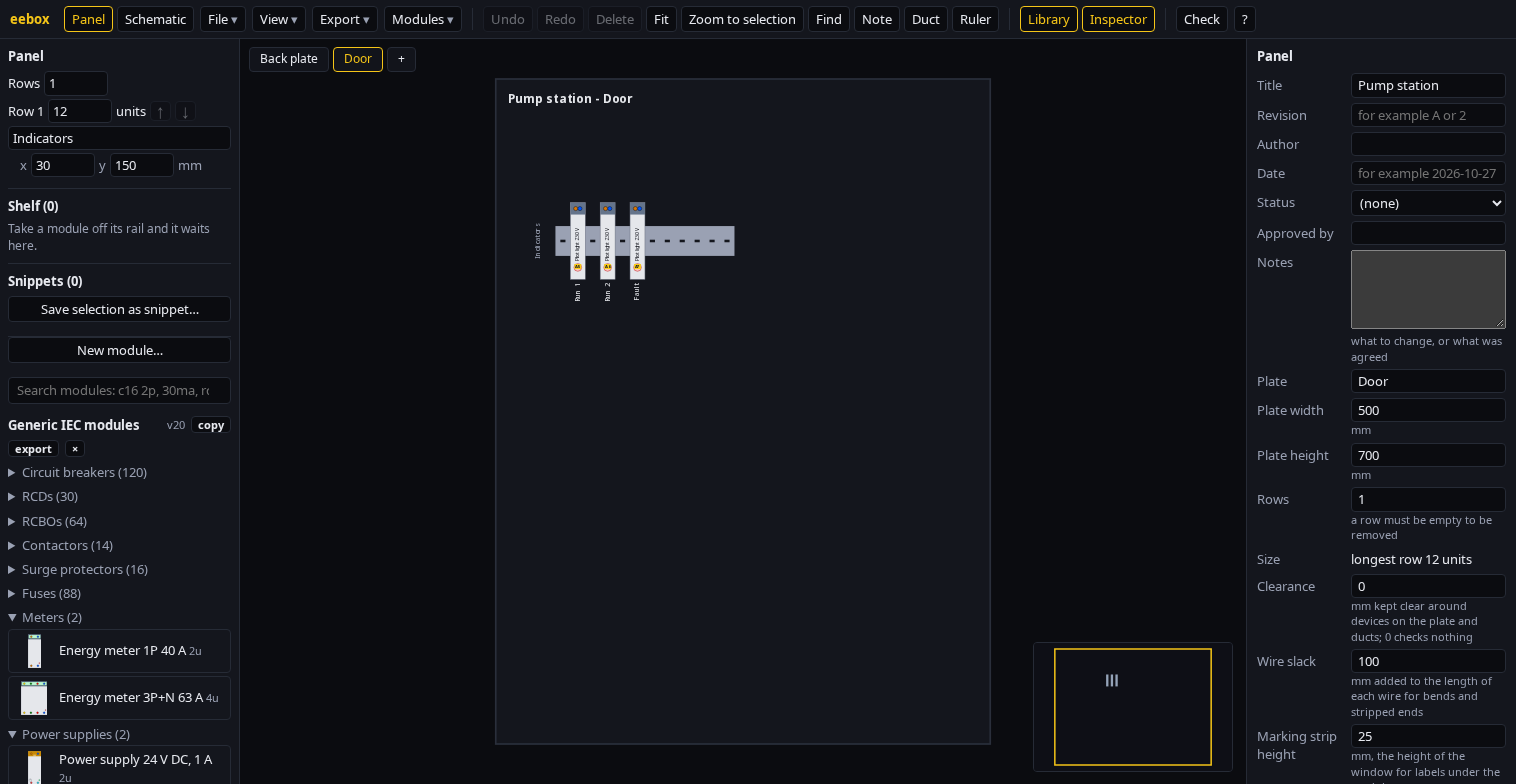 eebox Panel Schematic File ▾ View ▾ Export ▾ Modules ▾ Undo Redo Delete Fit Zoom to selection Find Note Duct Ruler Library Inspector Check ?
Panel
Rows 1
Row 1 12 units ↑ ↓
Indicators
x 30 y 150 mm
Shelf (0)
Take a module off its rail and it waits
here.
Snippets (0)
Save selection as snippet...
New module...
Search modules: c16 2p, 30ma, rc
Generic IEC modules v20 copy
export ×
Circuit breakers (120)
RCDs (30)
RCBOs (64)
Contactors (14)
Surge protectors (16)
Fuses (88)
Meters (2)
Energy meter 1P 40 A 2u
Energy meter 3P+N 63 A 4u
Power supplies (2)
Power supply 24 V DC, 1 A
2u
Back plate Door +
Pump station - Door
Indicators
Pilot light 230 V
Pilot light 230 V
Pilot light 230 V
Run 1
Run 2
Fault
Panel
Title Pump station
Revision for example A or 2
Author
Date for example 2026-10-27
Status (none)
Approved by
Notes
what to change, or what was
agreed
Plate Door
Plate width 500
mm
Plate height 700
mm
Rows 1
a row must be empty to be
removed
Size longest row 12 units
Clearance 0
mm kept clear around
devices on the plate and
ducts; 0 checks nothing
Wire slack 100
mm added to the length of
each wire for bends and
stripped ends
Marking strip
height 25
mm, the height of the
window for labels under the